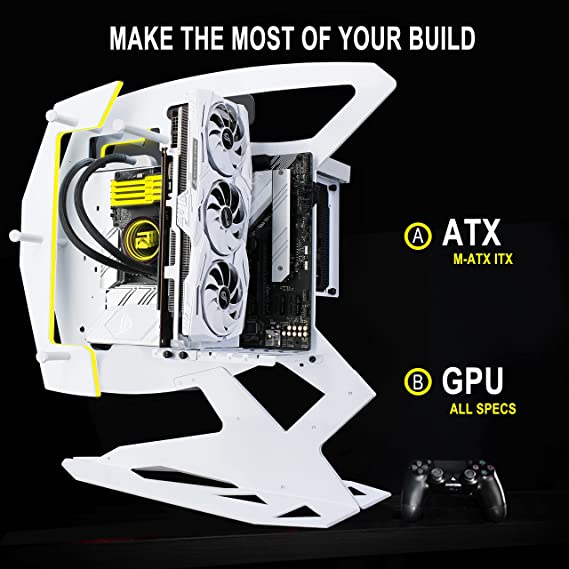 MAKE THE MOST OF YOUR BUILD
A ATX
M-ATX ITX
B GPU
ALL SPECS